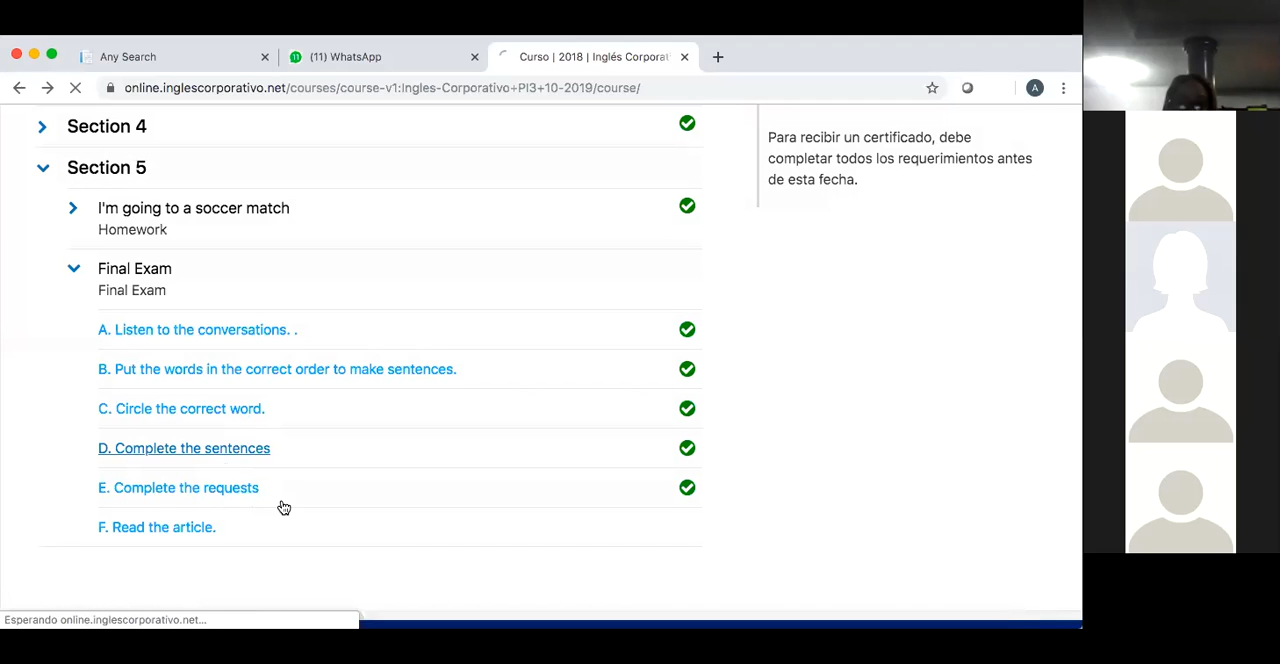 Any Search
(11) WhatsApp
Curso | 2018 | Inglés Corporat
online.inglescorporativo.net/courses/course-v1:Ingles-Corporativo+PI3+10-2019/course/
A
Section 4
Section 5
I'm going to a soccer match
Homework
Final Exam
Final Exam
A. Listen to the conversations. .
B. Put the words in the correct order to make sentences.
C. Circle the correct word.
D. Complete the sentences
E. Complete the requests
F. Read the article.
Para recibir un certificado, debe
completar todos los requerimientos antes
de esta fecha.
Esperando online.inglescorporativo.net...